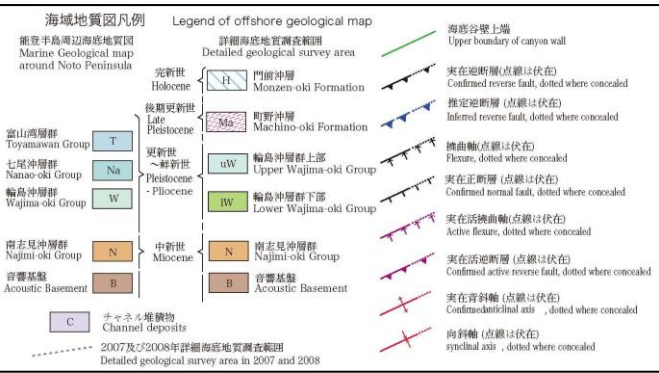 海域地質図凡例 Legend of offshore geological map
能登半島周辺海底地質図
Marine Geological map
around Noto Peninsula
詳細海底地質調査範囲
Detailed geological survey area
完新世
Holocene
H
門前沖層
Monzen-oki Formation
後期更新世
Late
Pleistocene
Ma
町野沖層
Machino-oki Formation
富山湾層群
Toyamawan Group
T
七尾沖層群
Nanao-oki Group
Na
輪島沖層群
Wajima-oki Group
W
更新世
～鮮新世
Pleistocene
- Pliocene
uW
輪島沖層群上部
Upper Wajima-oki Group
lW
輪島沖層群下部
Lower Wajima-oki Group
南志見沖層群
Najimi-oki Group
N
中新世
Miocene
N
南志見沖層群
Najimi-oki Group
音響基盤
Acoustic Basement
B
B
音響基盤
Acoustic Basement
C
チャネル堆積物
Channel deposits
2007及び2008年詳細海底地質調査範囲
Detailed geological survey area in 2007 and 2008
海底谷壁上端
Upper boundary of canyon wall
実在逆断層 (点線は伏在)
Confirmed reverse fault, dotted where concealed
推定逆断層 (点線は伏在)
Inferred reverse fault, dotted where concealed
撓曲軸(点線は伏在)
Flexure, dotted where concealed
実在正断層 (点線は伏在)
Confirmed normal fault, dotted where concealed
実在活撓曲軸(点線は伏在)
Active flexure, dotted where concealed
実在活逆断層 (点線は伏在)
Confirmed active reverse fault, dotted where concealed
実在背斜軸 (点線は伏在)
Confirmedanticlinal axis , dotted where concealed
向斜軸 (点線は伏在)
synclinal axis , dotted where concealed